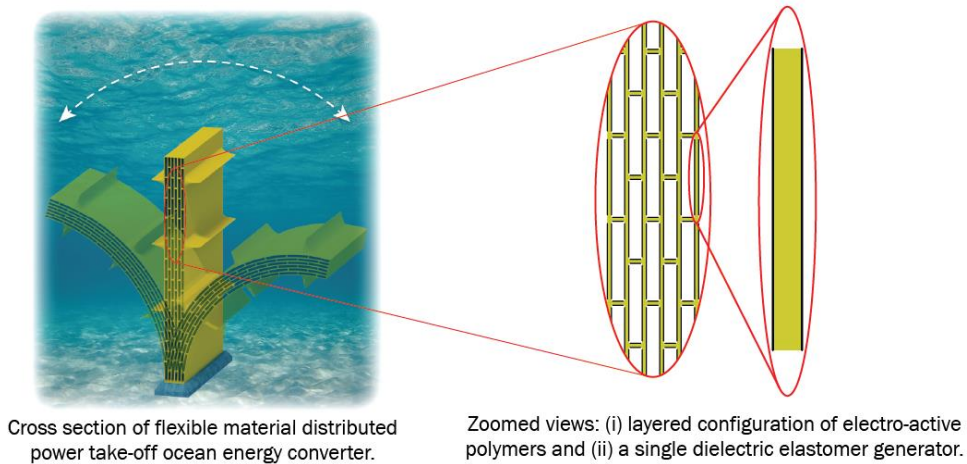 Cross section of flexible material distributed
power take-off ocean energy converter.
Zoomed views: (i) layered configuration of electro-active
polymers and (ii) a single dielectric elastomer generator.